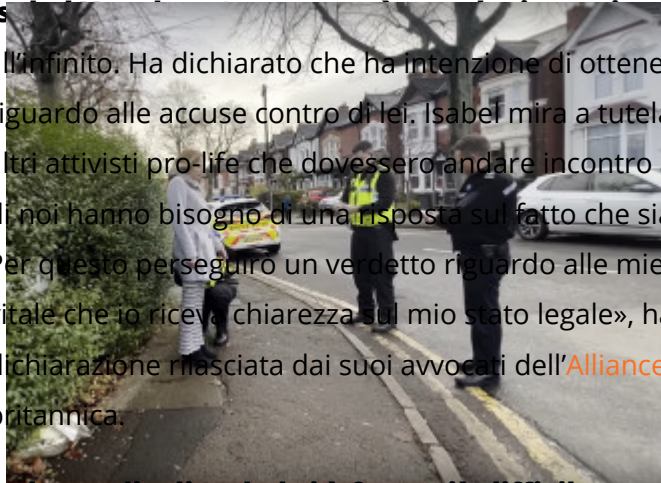 ll'infinito. Ha dichiarato che ha intenzione di ottene
iguardo alle accuse contro di lei. Isabel mira a tutela
ltri attivisti pro-life che dovessero andare incontro
li noi hanno bisogno di una risposta sul fatto che sia
Per questo perseguirò un verdetto riguardo alle mie
vitale che io riceva chiarezza sul mio stato legale», ha
dichiarazione rilasciata dai suoi avvocati dell'Alliance
britannica.